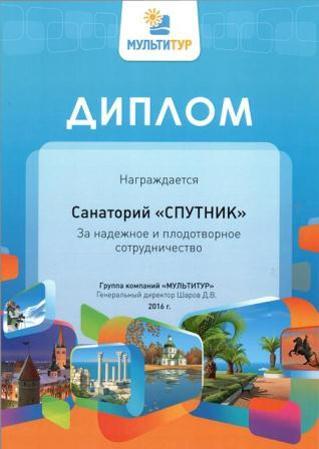 МУЛЬТИТУР
ДИПЛОМ
Награждается
Санаторий «СПУТНИК»
За надежное и плодотворное
сотрудничество
Группа компаний «МУЛЬТИТУР»
Генеральный директор Шаров Д.В.
2016 г.